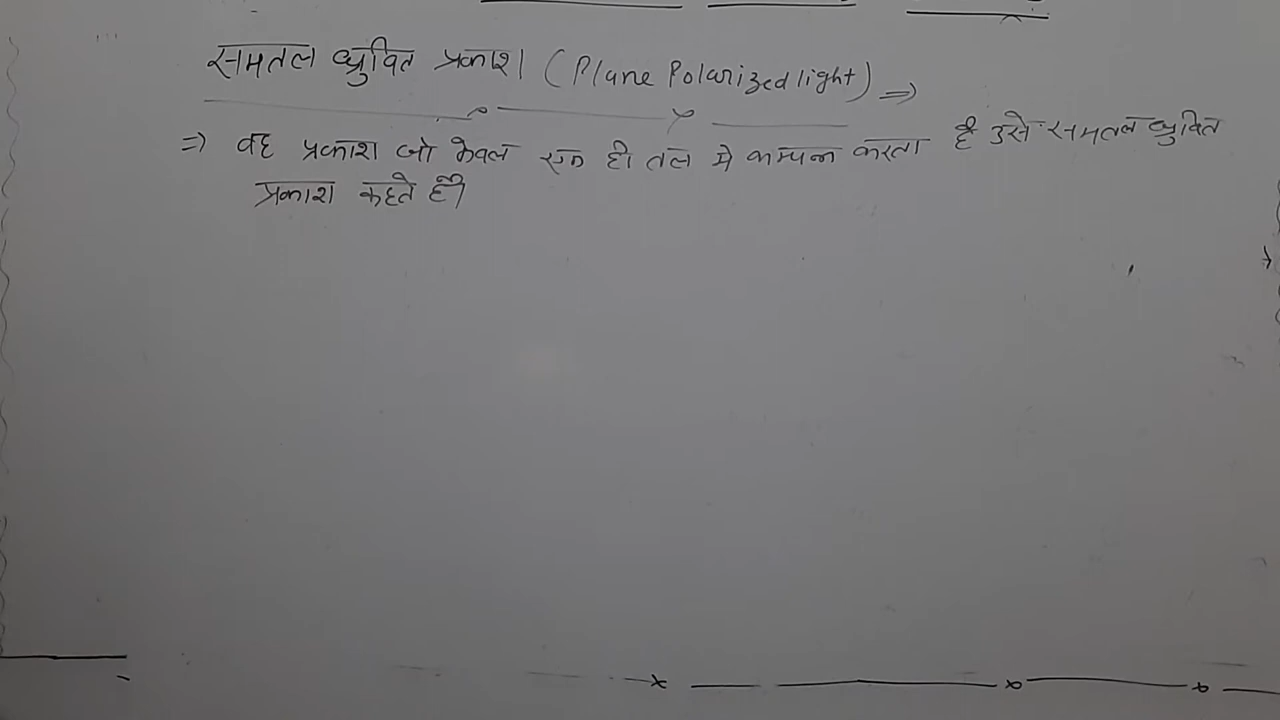 समतल ध्रुवित प्रकाश (Plane Polarized light) =>
=> वह प्रकाश जो केवल एक ही तल मे कम्पन करता है उसे समतल ध्रुवित
प्रकाश कहते हैं।